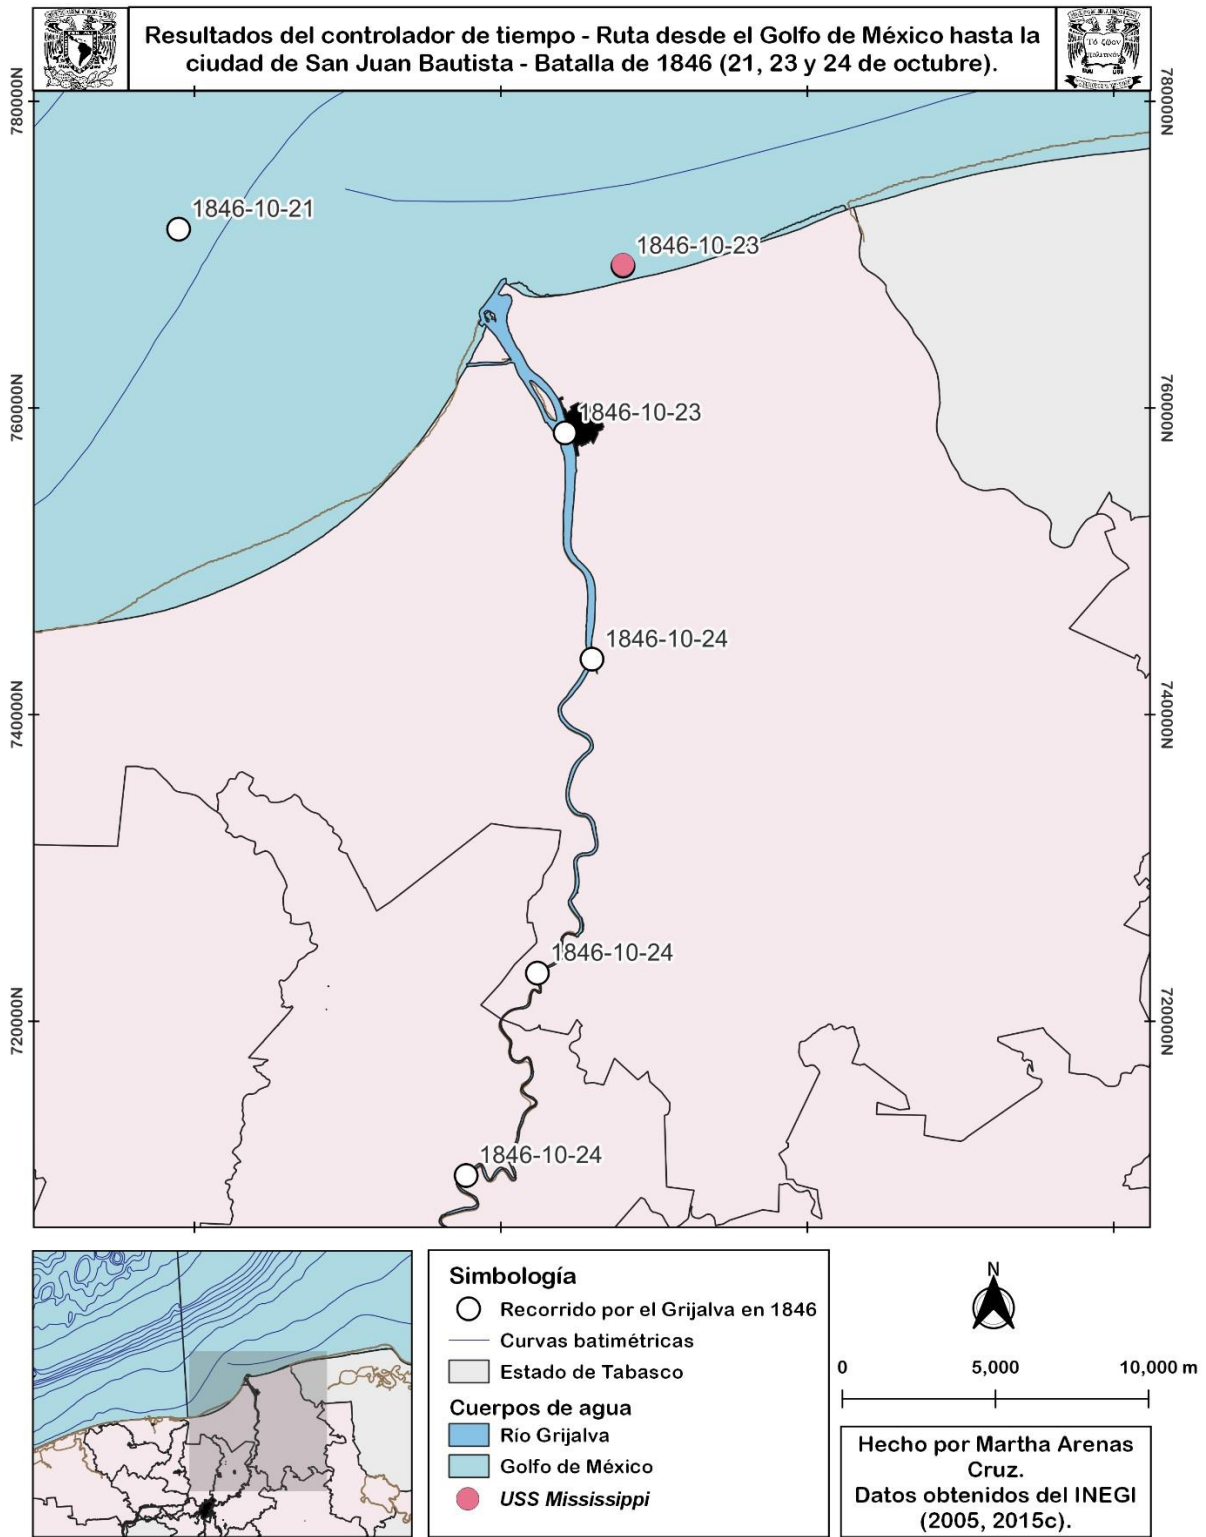 Resultados del controlador de tiempo - Ruta desde el Golfo de México hasta la
ciudad de San Juan Bautista - Batalla de 1846 (21, 23 y 24 de octubre).
Τό ζῷον
πολιτικόν
780000N
780000N
1846-10-21
1846-10-23
760000N
1846-10-23
760000N
1846-10-24
740000N
740000N
1846-10-24
720000N
720000N
1846-10-24
Simbología
Recorrido por el Grijalva en 1846
Curvas batimétricas
Estado de Tabasco
Cuerpos de agua
Río Grijalva
Golfo de México
USS Mississippi
N
0 5,000 10,000 m
Hecho por Martha Arenas
Cruz.
Datos obtenidos del INEGI
(2005, 2015c).